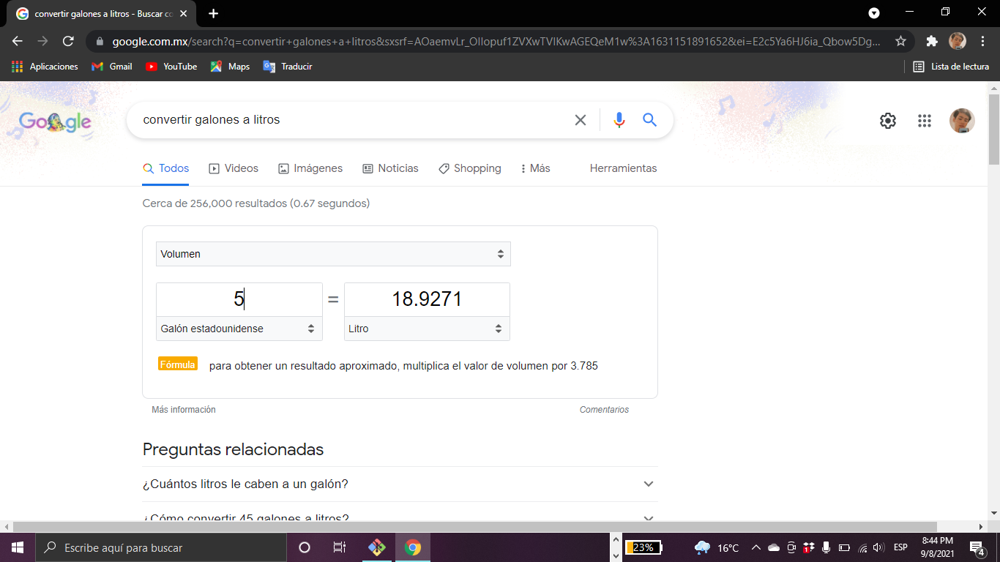 convertir galones a litros - Buscar co
google.com.mx/search?q=convertir+galones+a+litros&sxsrf=AOaemvLr_OIlopuf1ZVXwTVlKwAGEQeM1w%3A1631151891652&ei=E2c5Ya6HJ6ia_Qbow5Dg...
Aplicaciones Gmail YouTube Maps Traducir Lista de lectura
Google convertir galones a litros
Todos Videos Imágenes Noticias Shopping Más Herramientas
Cerca de 256,000 resultados (0.67 segundos)
Volumen
5 = 18.9271
Galón estadounidense Litro
Fórmula para obtener un resultado aproximado, multiplica el valor de volumen por 3.785
Más información Comentarios
Preguntas relacionadas
¿Cuántos litros le caben a un galón?
¿Cómo convertir 45 galones a litros?
Escribe aquí para buscar 23% 16°C ESP 8:44 PM
9/8/2021 4